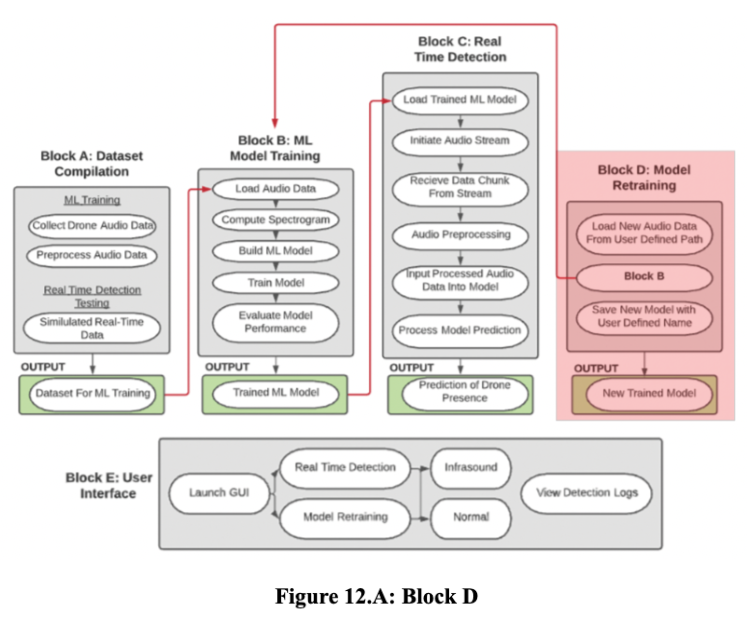 Block A: Dataset
Compilation
ML Training
Collect Drone Audio Data
Preprocess Audio Data
Real Time Detection
Testing
Similulated Real-Time
Data
OUTPUT
Dataset For ML Training
Block B: ML
Model Training
Load Audio Data
Compute Spectrogram
Build ML Model
Train Model
Evaluate Model
Performance
OUTPUT
Trained ML Model
Block C: Real
Time Detection
Load Trained ML Model
Initiate Audio Stream
Recieve Data Chunk
From Stream
Audio Preprocessing
Input Processed Audio
Data Into Model
Process Model Prediction
OUTPUT
Prediction of Drone
Presence
Block D: Model
Retraining
Load New Audio Data
From User Defined Path
Block B
Save New Model with
User Defined Name
OUTPUT
New Trained Model
Block E: User
Interface
Launch GUI
Real Time Detection
Model Retraining
Infrasound
Normal
View Detection Logs
Figure 12.A: Block D